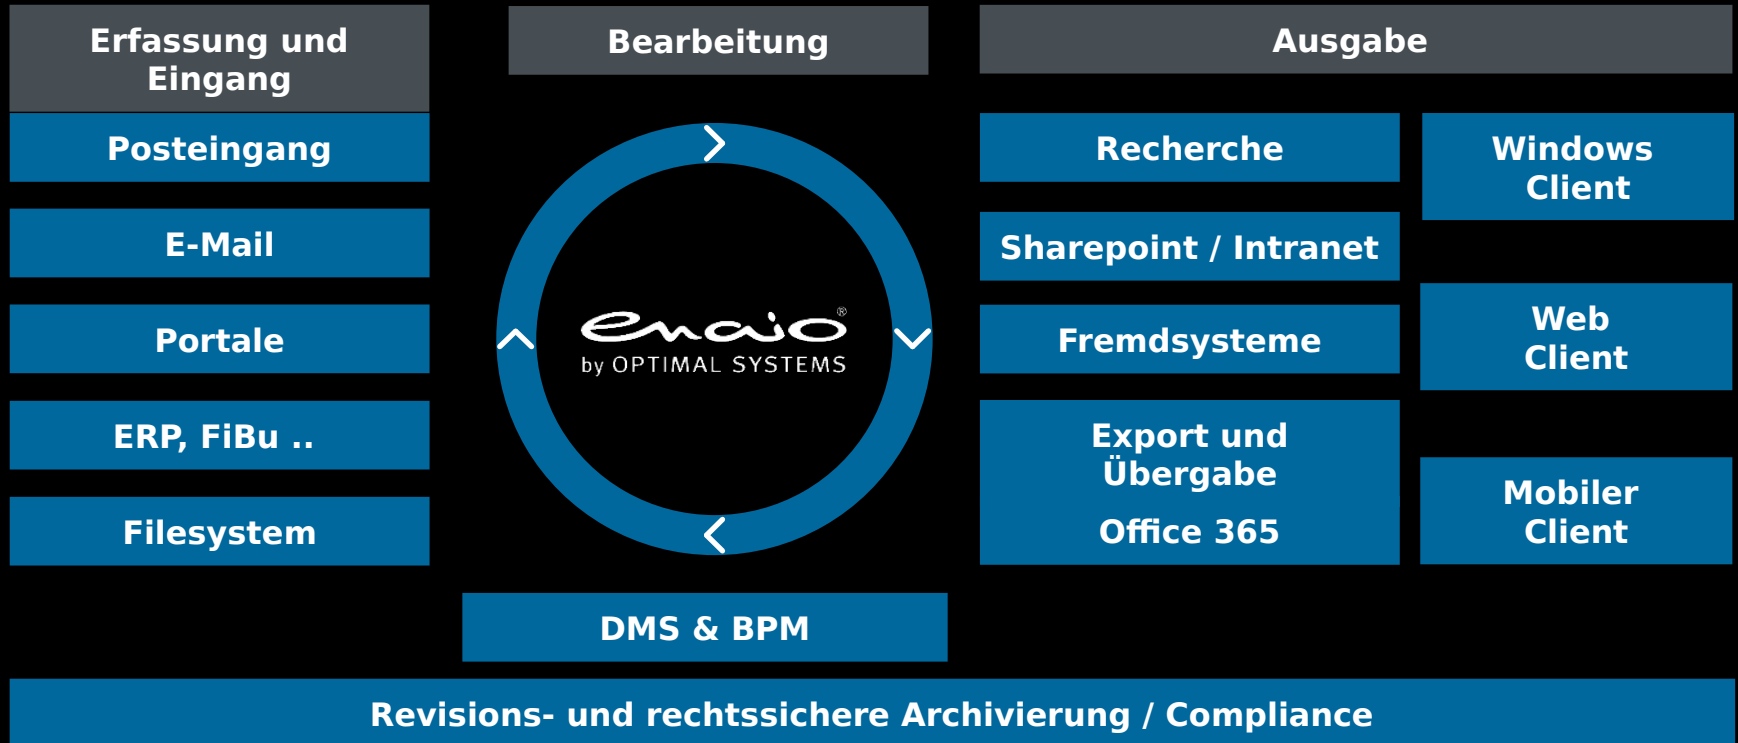 Erfassung und
Eingang
Posteingang
E-Mail
Portale
ERP, FiBu ..
Filesystem
Bearbeitung
enaio®
by OPTIMAL SYSTEMS
DMS & BPM
Ausgabe
Recherche
Sharepoint / Intranet
Fremdsysteme
Export und
Übergabe
Office 365
Windows
Client
Web
Client
Mobiler
Client
Revisions- und rechtssichere Archivierung / Compliance